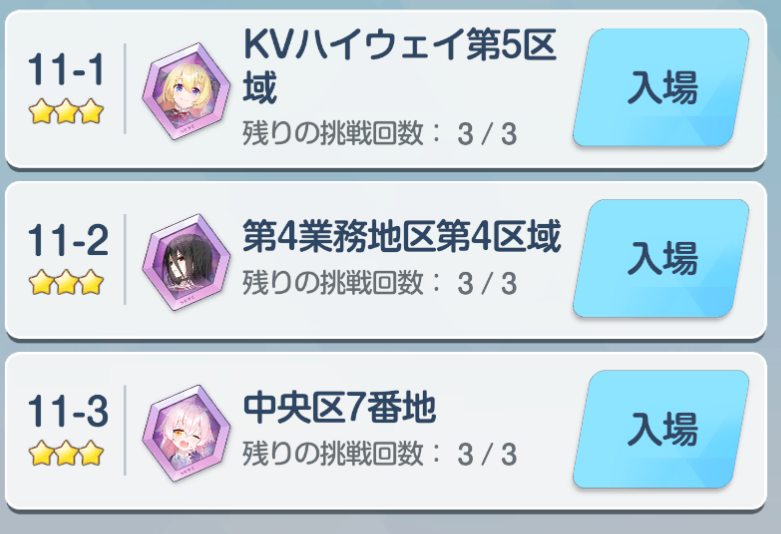 11-1
KVハイウェイ第5区
域
残りの挑戦回数： 3 / 3
入場
11-2
第4業務地区第4区域
残りの挑戦回数： 3 / 3
入場
11-3
中央区7番地
残りの挑戦回数： 3 / 3
入場